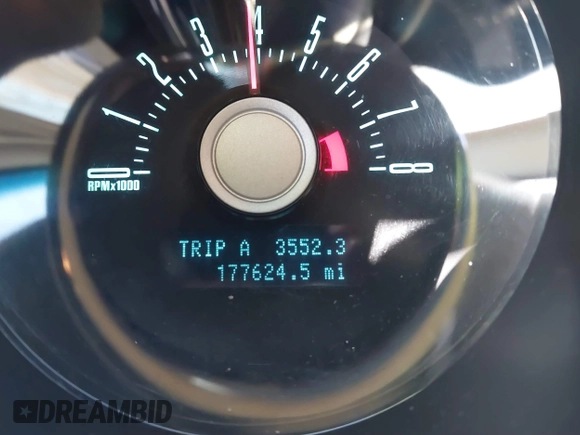 1 2 3 4 5 6 7
0 8
RPMx1000
TRIP A 3552.3
177624.5 mi
DREAMBID